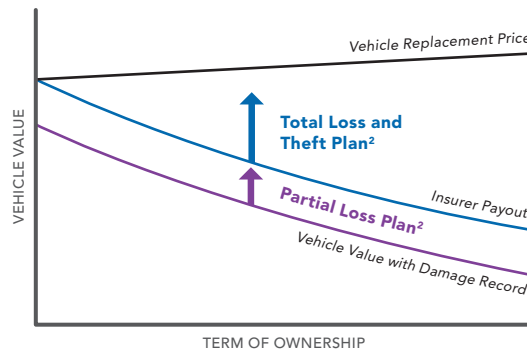 Vehicle Replacement Price
Total Loss and
Theft Plan²
Insurer Payout
Partial Loss Plan²
Vehicle Value with Damage Record
VEHICLE VALUE
TERM OF OWNERSHIP